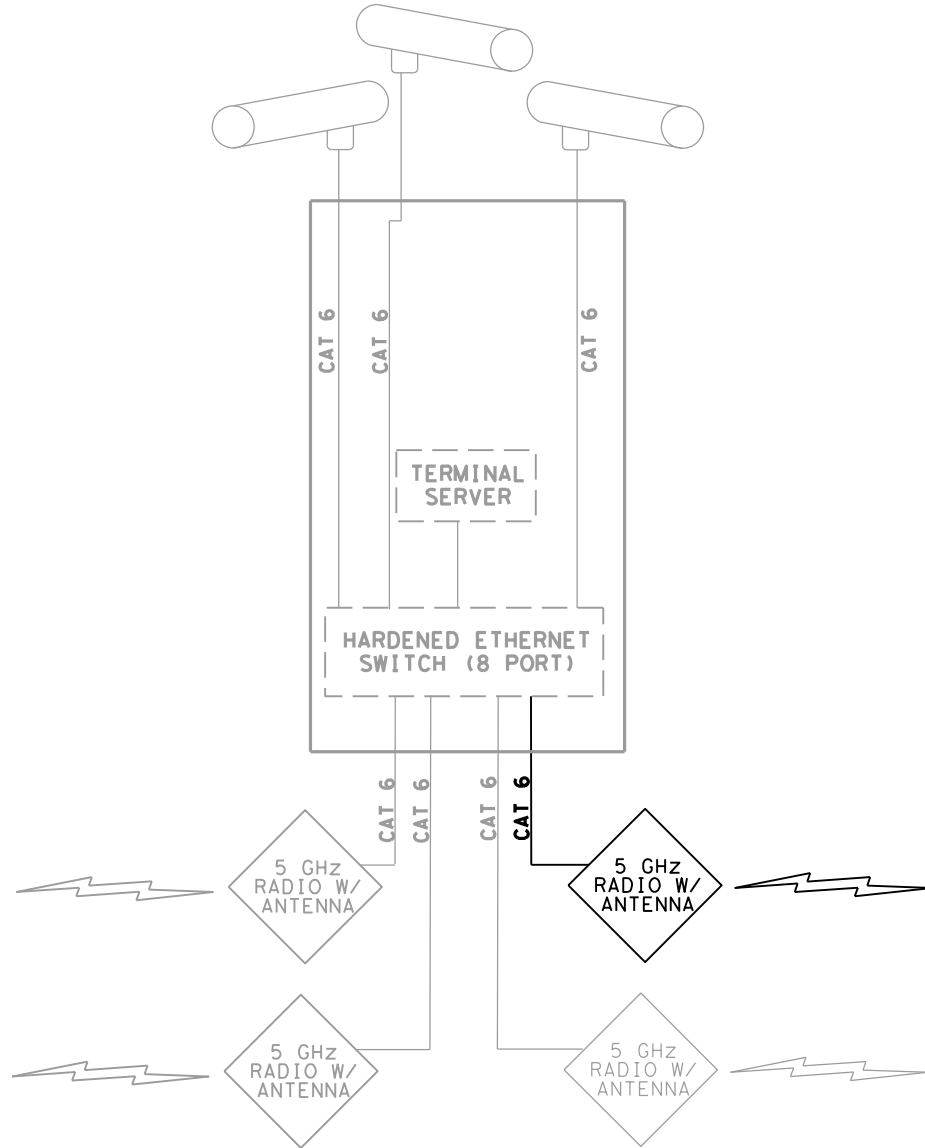 CAT 6
CAT 6
CAT 6
TERMINAL
SERVER
HARDENED ETHERNET
SWITCH (8 PORT)
CAT 6
CAT 6
CAT 6
CAT 6
5 GHz
RADIO W/
ANTENNA
5 GHz
RADIO W/
ANTENNA
5 GHz
RADIO W/
ANTENNA
5 GHz
RADIO W/
ANTENNA